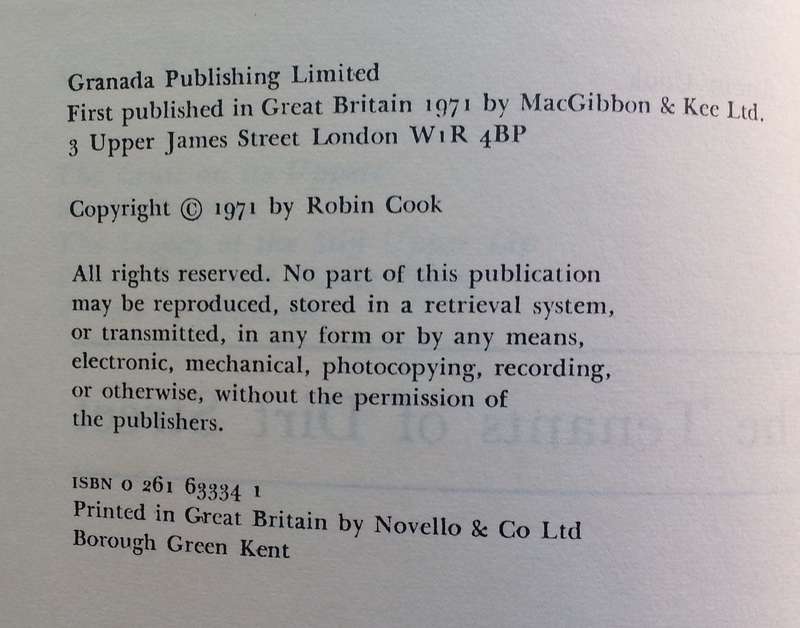 Granada Publishing Limited
First published in Great Britain 1971 by MacGibbon & Kee Ltd.
3 Upper James Street London W1R 4BP
Copyright © 1971 by Robin Cook
All rights reserved. No part of this publication
may be reproduced, stored in a retrieval system,
or transmitted, in any form or by any means,
electronic, mechanical, photocopying, recording,
or otherwise, without the permission of
the publishers.
ISBN 0 261 63334 1
Printed in Great Britain by Novello & Co Ltd
Borough Green Kent